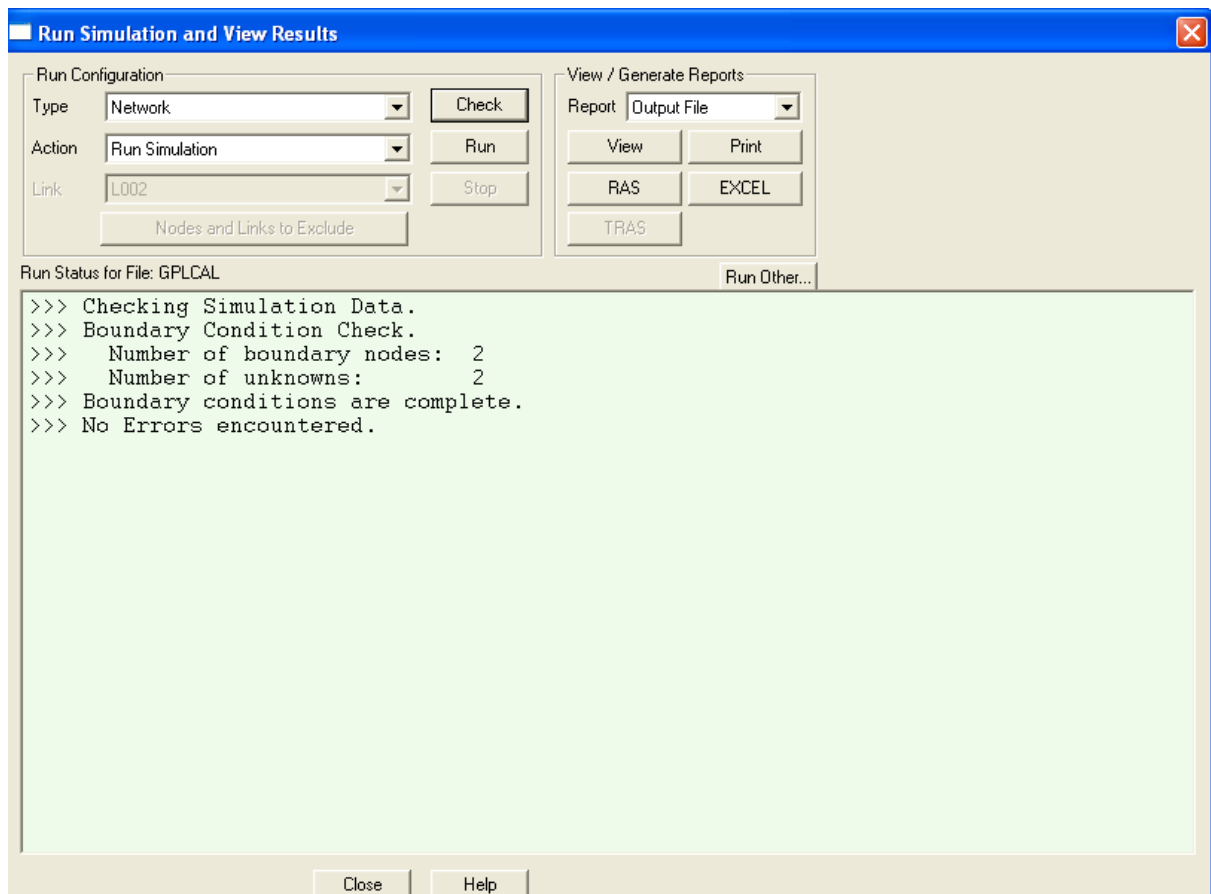 Run Simulation and View Results
Run Configuration
Type Network Check
Action Run Simulation Run
Link L002 Stop
Nodes and Links to Exclude
View / Generate Reports
Report Output File
View Print
RAS EXCEL
TRAS
Run Status for File: GPLCAL
Run Other...
>>> Checking Simulation Data.
>>> Boundary Condition Check.
>>>   Number of boundary nodes:  2
>>>   Number of unknowns:        2
>>> Boundary conditions are complete.
>>> No Errors encountered.
Close Help